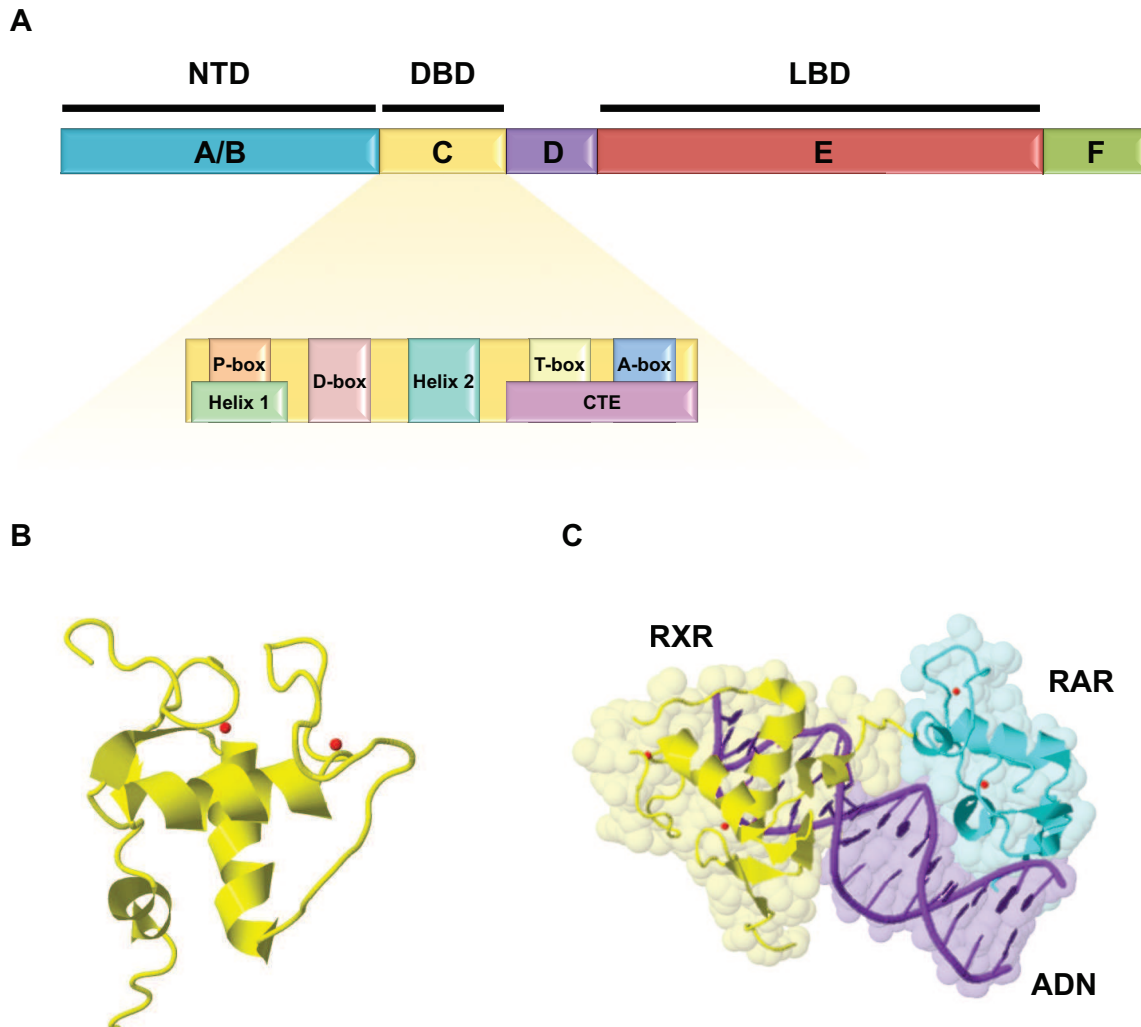 A
NTD DBD LBD
A/B C D E F
P-box D-box Helix 2 T-box A-box
Helix 1 CTE
B
C
RXR
RAR
ADN